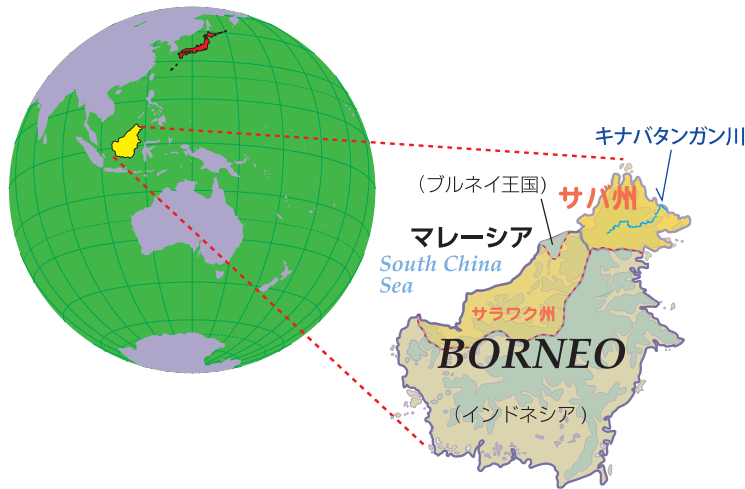 キナバタンガン川
（ブルネイ王国）
サバ州
マレーシア
South China
Sea
サラワク州
BORNEO
（インドネシア）